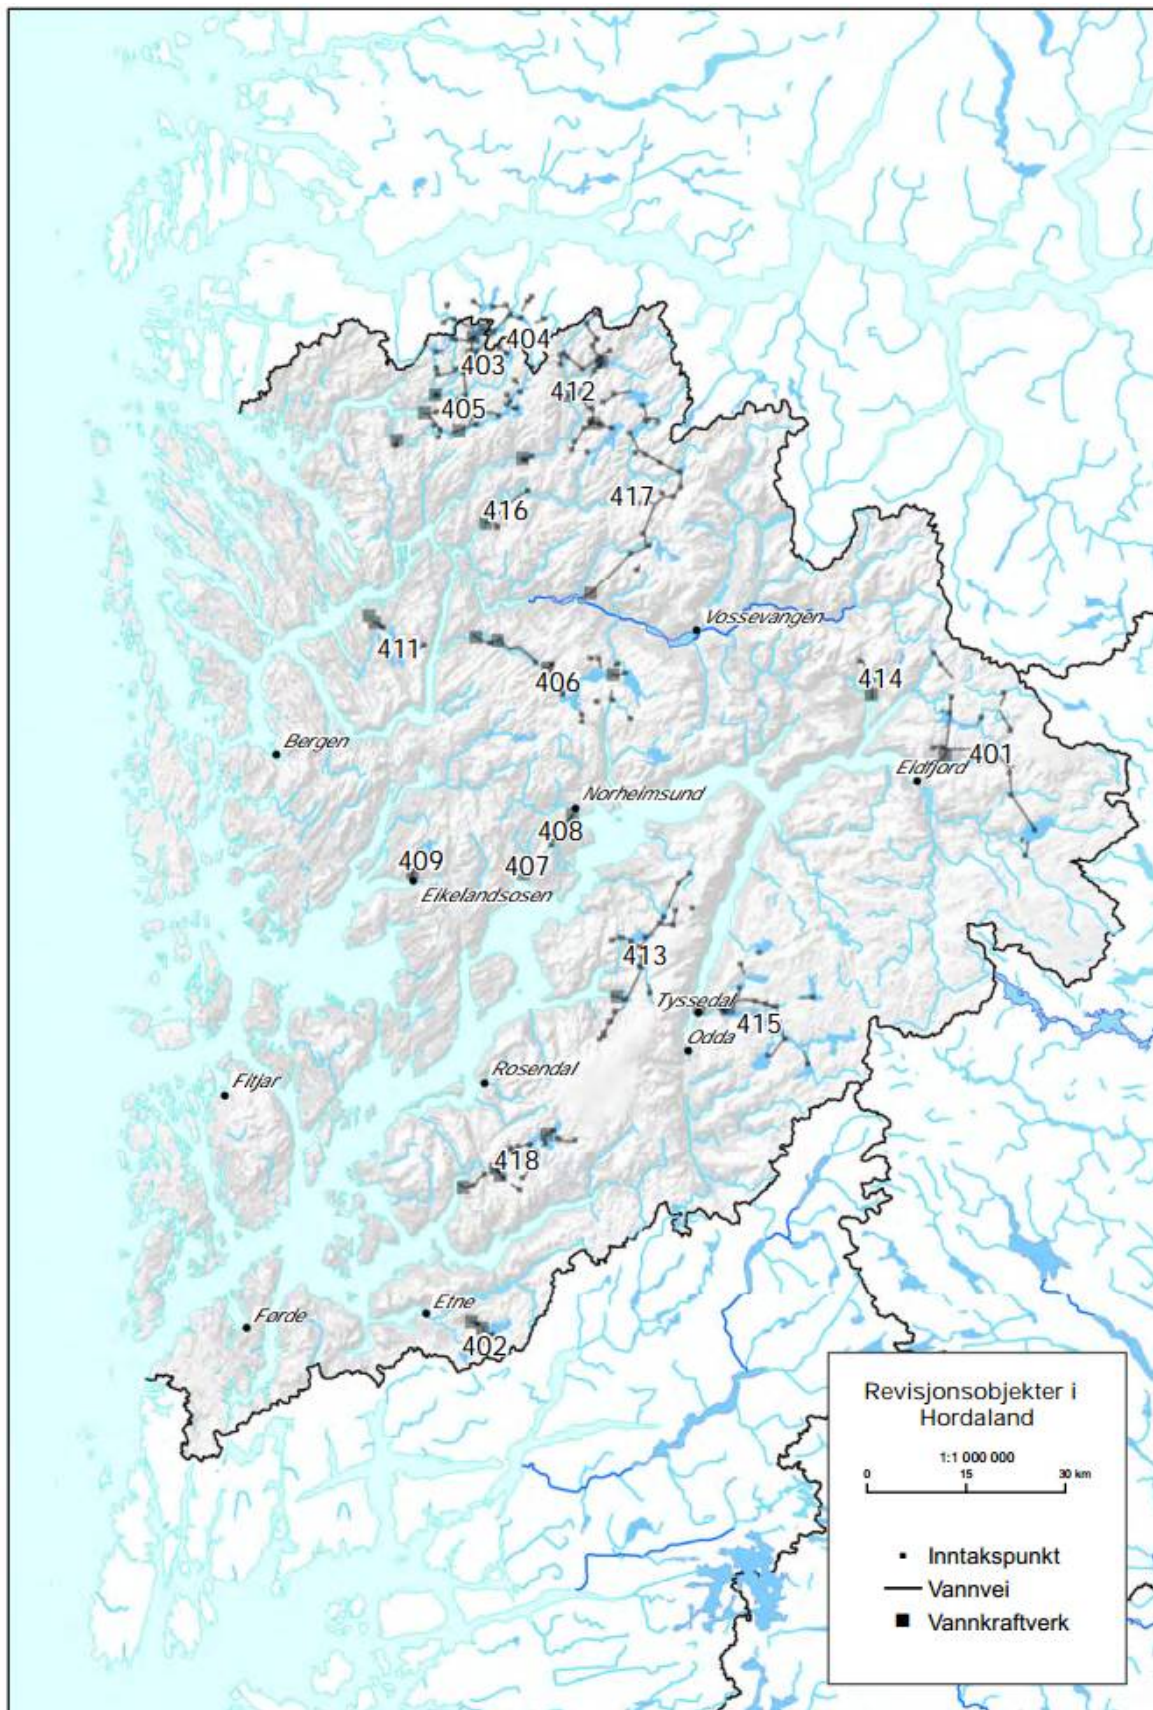 404
403
412
405
417
416
Vossevangen
411
406
414
Bergen
401
Eidfjord
Norheimsund
408
409
407
Eikelandsosen
413
Tyssedal
415
Odda
Rosendal
Fitjar
418
Etne
Førde
402
Revisjonsobjekter i
Hordaland
1:1 000 000
0 15 30 km
Inntakspunkt
Vannvei
Vannkraftverk